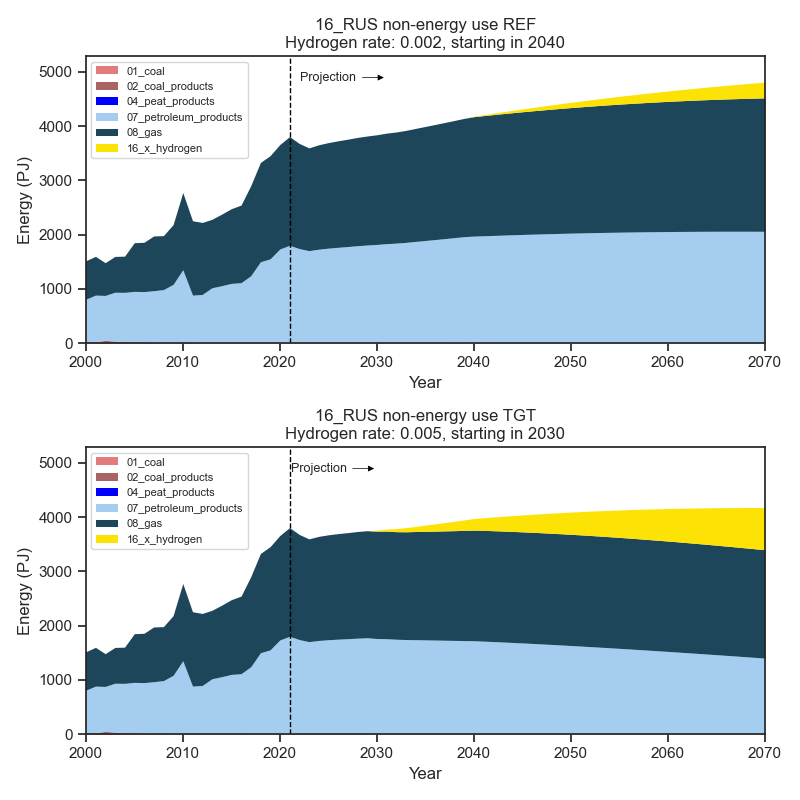 16_RUS non-energy use REF
Hydrogen rate: 0.002, starting in 2040
Energy (PJ)
5000
4000
3000
2000
1000
0
01_coal
02_coal_products
04_peat_products
07_petroleum_products
08_gas
16_x_hydrogen
Projection
2000 2010 2020 2030 2040 2050 2060 2070
Year
16_RUS non-energy use TGT
Hydrogen rate: 0.005, starting in 2030
Energy (PJ)
5000
4000
3000
2000
1000
0
01_coal
02_coal_products
04_peat_products
07_petroleum_products
08_gas
16_x_hydrogen
Projection
2000 2010 2020 2030 2040 2050 2060 2070
Year